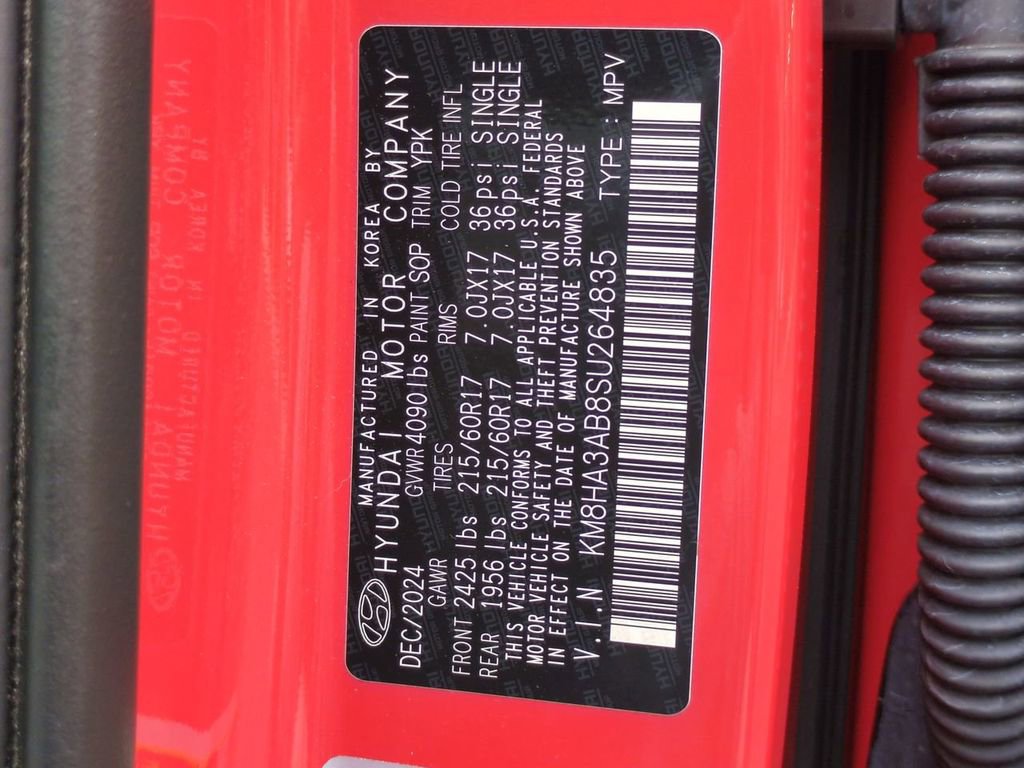 MANUFACTURED IN KOREA BY
HYUNDAI MOTOR COMPANY
DEC/2024 GVWR 4090lbs PAINT SOP TRIM YPK
GAWR TIRES RIMS COLD TIRE INFL
FRONT 2425 lbs 215/60R17 7.0JX17 36psi SINGLE
REAR 1956 lbs 215/60R17 7.0JX17 36psi SINGLE
THIS VEHICLE CONFORMS TO ALL APPLICABLE U.S.A. FEDERAL
MOTOR VEHICLE SAFETY AND THEFT PREVENTION STANDARDS
IN EFFECT ON THE DATE OF MANUFACTURE SHOWN ABOVE
V.I.N KM8HA3AB8SU264835 TYPE : MPV